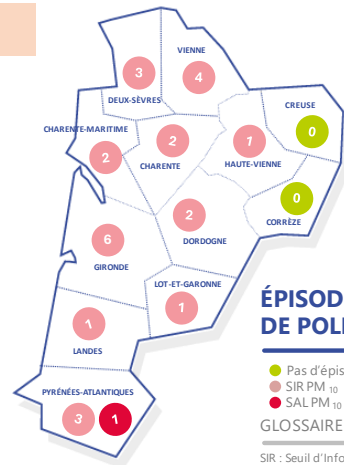 VIENNE
3
4
DEUX-SÈVRES
CREUSE
CHARENTE-MARITIME
2
1
0
2
CHARENTE
HAUTE-VIENNE
0
2
CORRÈZE
6
DORDOGNE
GIRONDE
LOT-ET-GARONNE
1
1
LANDES
PYRÉNÉES-ATLANTIQUES
3
1
ÉPISOD
DE POL
Pas d'épis
SIR PM 10
SAL PM 10
GLOSSAIRE
SIR : Seuil d'Info